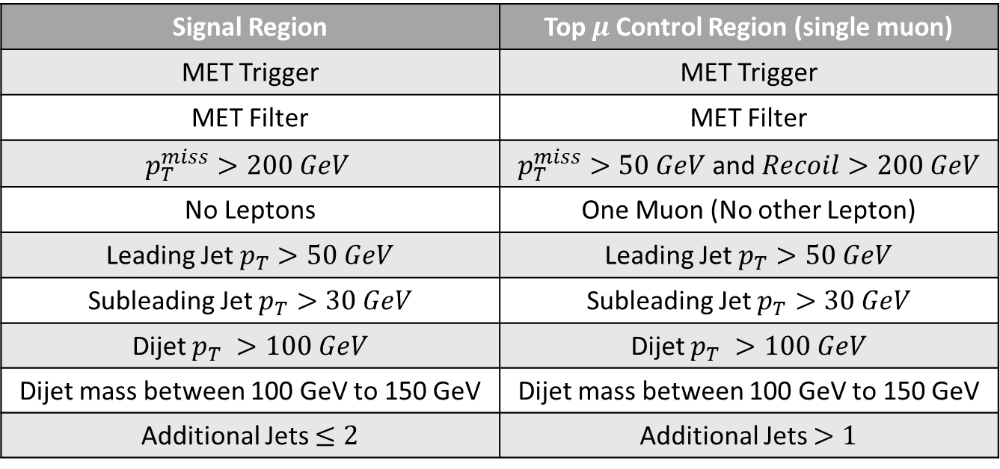 Signal Region Top μ Control Region (single muon)
MET Trigger MET Trigger
MET Filter MET Filter
p_T^{miss} > 200 GeV p_T^{miss} > 50 GeV and Recoil > 200 GeV
No Leptons One Muon (No other Lepton)
Leading Jet p_T > 50 GeV Leading Jet p_T > 50 GeV
Subleading Jet p_T > 30 GeV Subleading Jet p_T > 30 GeV
Dijet p_T > 100 GeV Dijet p_T > 100 GeV
Dijet mass between 100 GeV to 150 GeV Dijet mass between 100 GeV to 150 GeV
Additional Jets ≤ 2 Additional Jets > 1